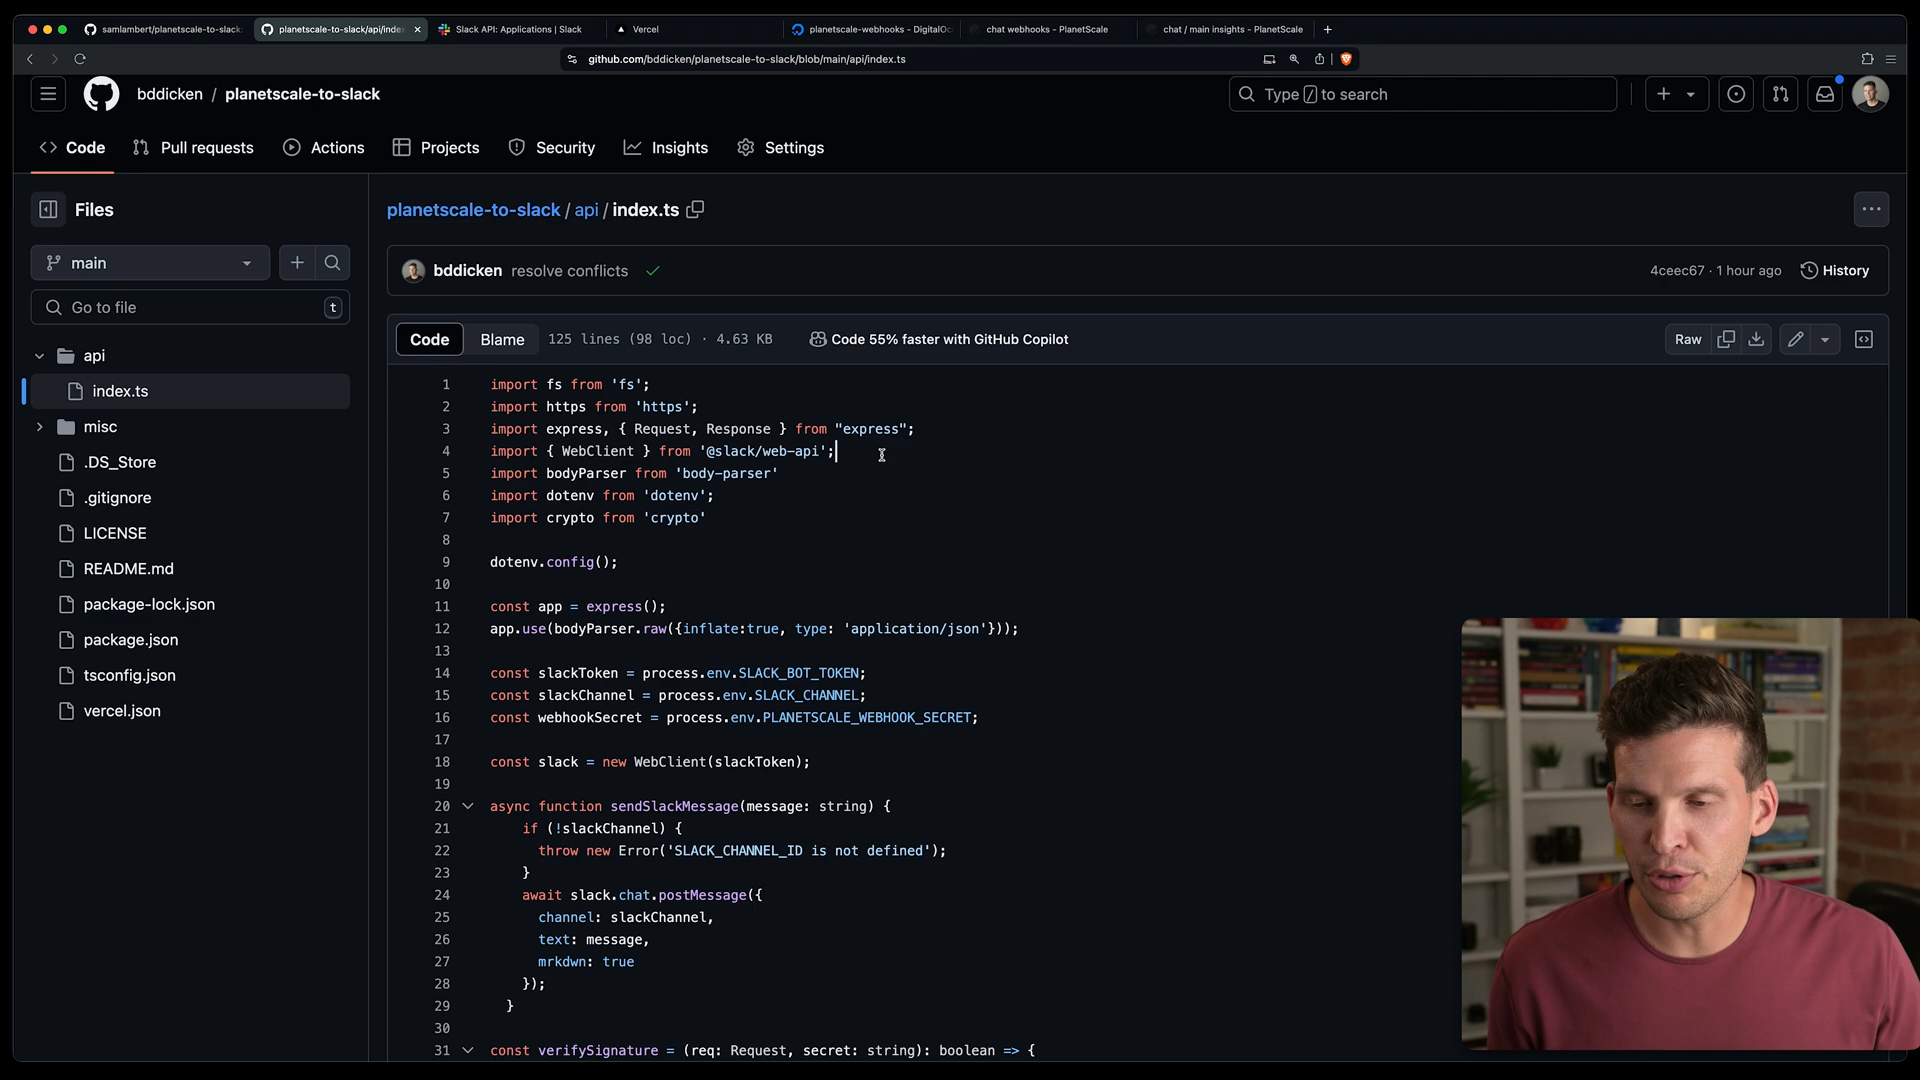 samlambert/planetscale-to-slack:
planetscale-to-slack/api/index
Slack API: Applications | Slack
Vercel
planetscale-webhooks - DigitalOc
chat webhooks - PlanetScale
chat / main insights - PlanetScale
github.com/bddicken/planetscale-to-slack/blob/main/api/index.ts
bddicken / planetscale-to-slack
Type / to search
Code
Pull requests
Actions
Projects
Security
Insights
Settings
Files
main
Go to file
t
api
index.ts
misc
.DS_Store
.gitignore
LICENSE
README.md
package-lock.json
package.json
tsconfig.json
vercel.json
planetscale-to-slack / api / index.ts
bddicken resolve conflicts
4ceec67 · 1 hour ago
History
Code
Blame
125 lines (98 loc) · 4.63 KB
Code 55% faster with GitHub Copilot
Raw
1 import fs from 'fs';
2 import https from 'https';
3 import express, { Request, Response } from "express";
4 import { WebClient } from '@slack/web-api';
5 import bodyParser from 'body-parser'
6 import dotenv from 'dotenv';
7 import crypto from 'crypto'
8
9 dotenv.config();
10
11 const app = express();
12 app.use(bodyParser.raw({inflate:true, type: 'application/json'}));
13
14 const slackToken = process.env.SLACK_BOT_TOKEN;
15 const slackChannel = process.env.SLACK_CHANNEL;
16 const webhookSecret = process.env.PLANETSCALE_WEBHOOK_SECRET;
17
18 const slack = new WebClient(slackToken);
19
20 async function sendSlackMessage(message: string) {
21 if (!slackChannel) {
22 throw new Error('SLACK_CHANNEL_ID is not defined');
23 }
24 await slack.chat.postMessage({
25 channel: slackChannel,
26 text: message,
27 mrkdwn: true
28 });
29 }
30
31 const verifySignature = (req: Request, secret: string): boolean => {